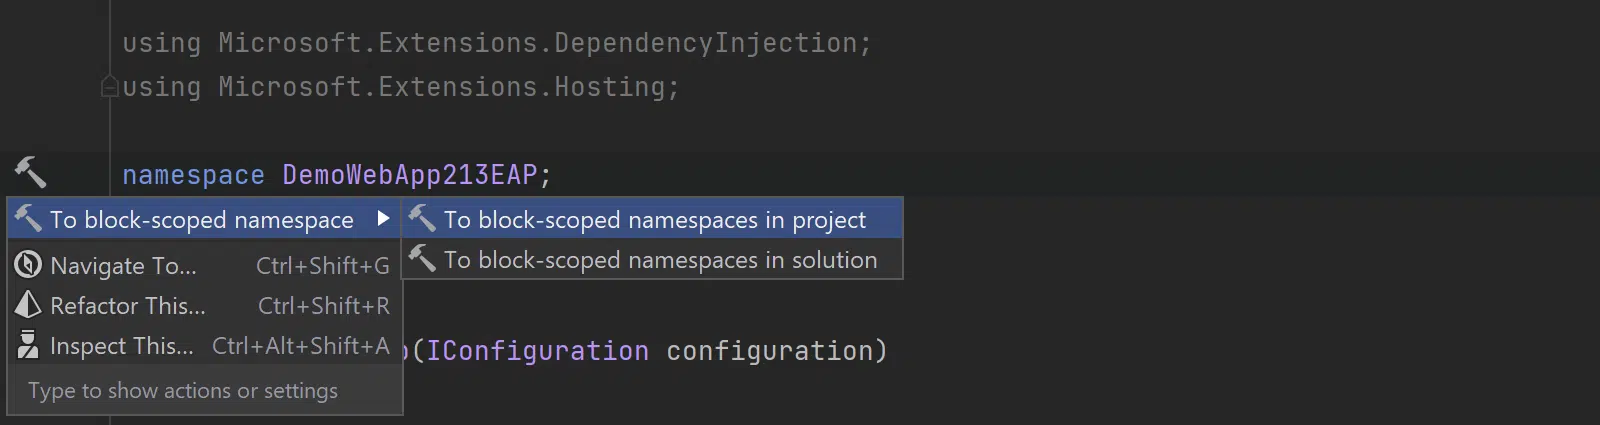 using Microsoft.Extensions.DependencyInjection;
using Microsoft.Extensions.Hosting;
namespace DemoWebApp213EAP;
To block-scoped namespace
To block-scoped namespaces in project
To block-scoped namespaces in solution
Navigate To... Ctrl+Shift+G
Refactor This... Ctrl+Shift+R
Inspect This... Ctrl+Alt+Shift+A
(IConfiguration configuration)
Type to show actions or settings